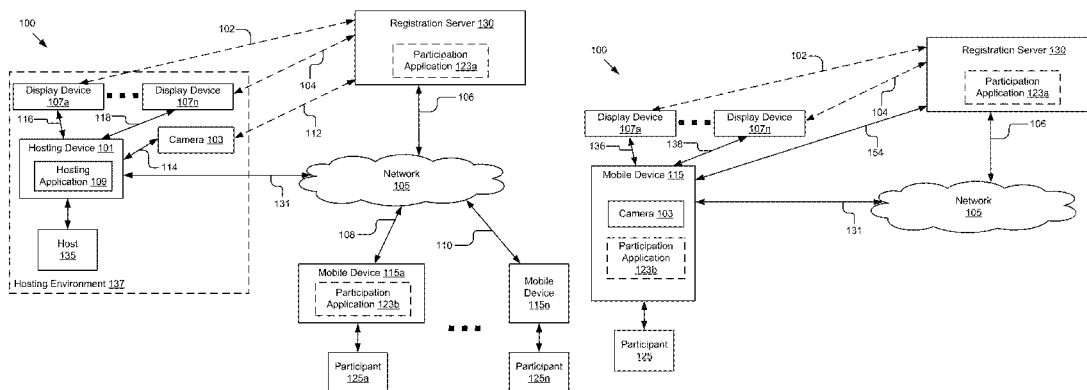 100
102
Registration Server 130
Participation
Application
123a
104
106
112
Display Device
107a
Display Device
107n
116
118
Camera 103
Hosting Device
101
Hosting
Application
109
114
131
Network
105
Host
135
Hosting Environment 137
108
110
Mobile Device 115a
Participation
Application 123b
Mobile
Device
115n
Participant
125a
Participant
125n
100
102
Registration Server 130
Participation
Application
123a
104
106
Display Device
107a
Display Device
107n
136
138
154
Mobile Device 115
Camera 103
Participation
Application
123b
131
Network
105
Participant
125